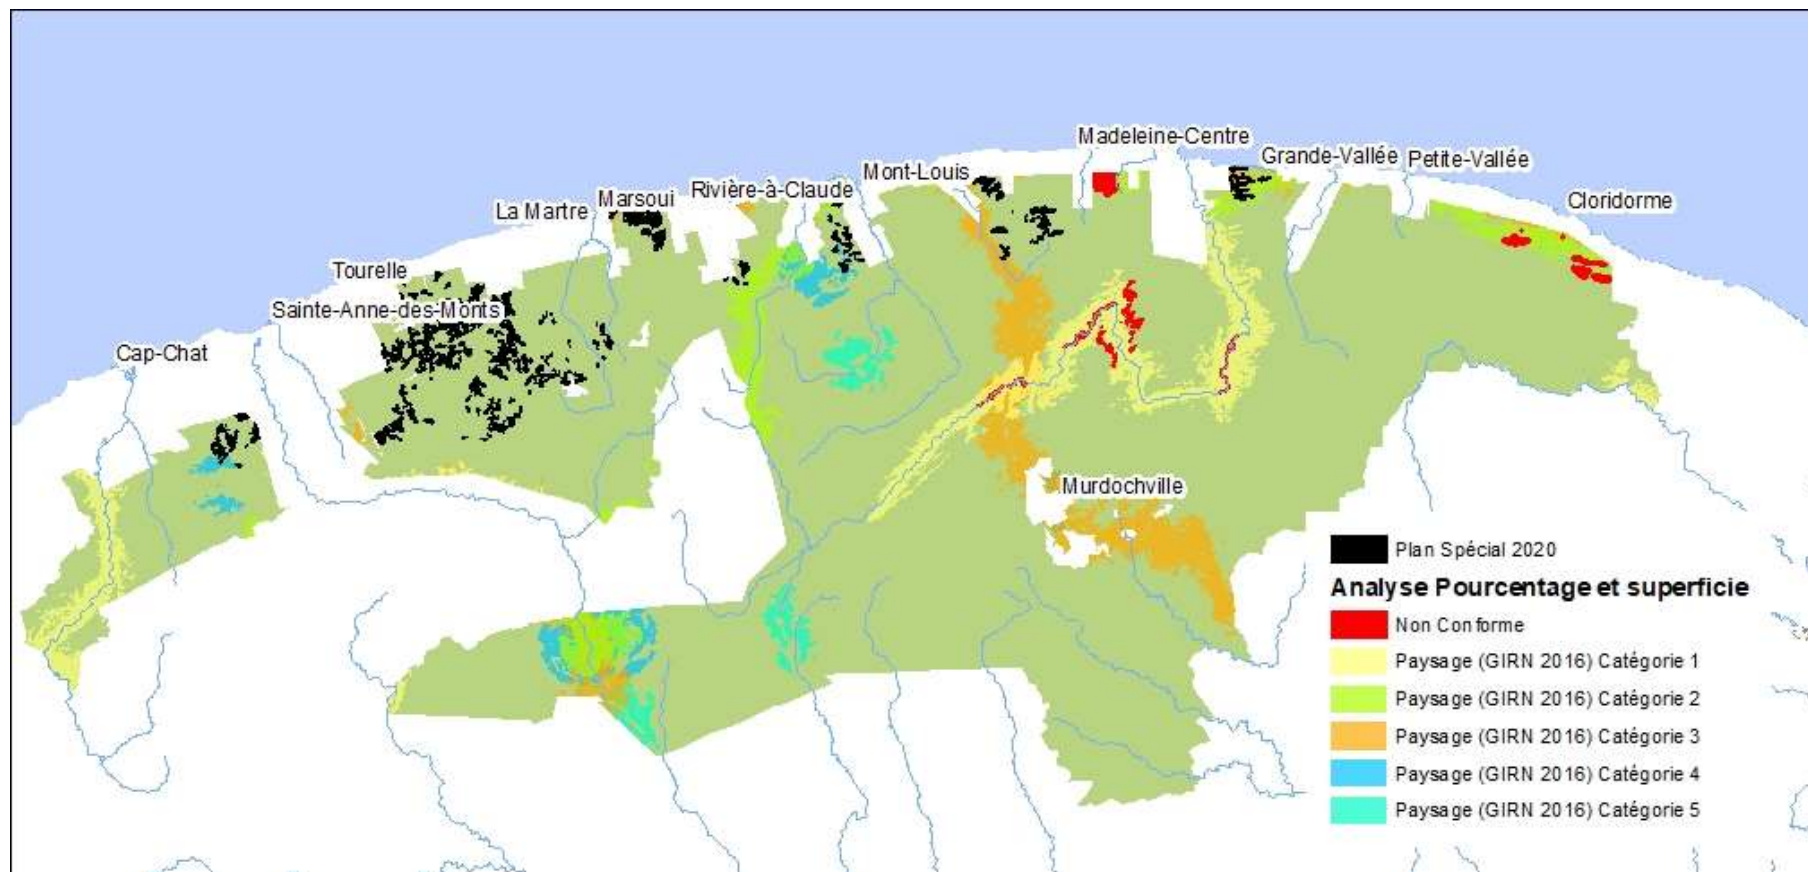 Madeleine-Centre
Grande-Vallée
Petite-Vallée
Mont-Louis
Rivière-à-Claude
Marsoui
La Martre
Cloridorme
Tourelle
Sainte-Anne-des-Monts
Cap-Chat
Murdochville
Plan Spécial 2020
Analyse Pourcentage et superficie
Non Conforme
Paysage (GIRN 2016) Catégorie 1
Paysage (GIRN 2016) Catégorie 2
Paysage (GIRN 2016) Catégorie 3
Paysage (GIRN 2016) Catégorie 4
Paysage (GIRN 2016) Catégorie 5